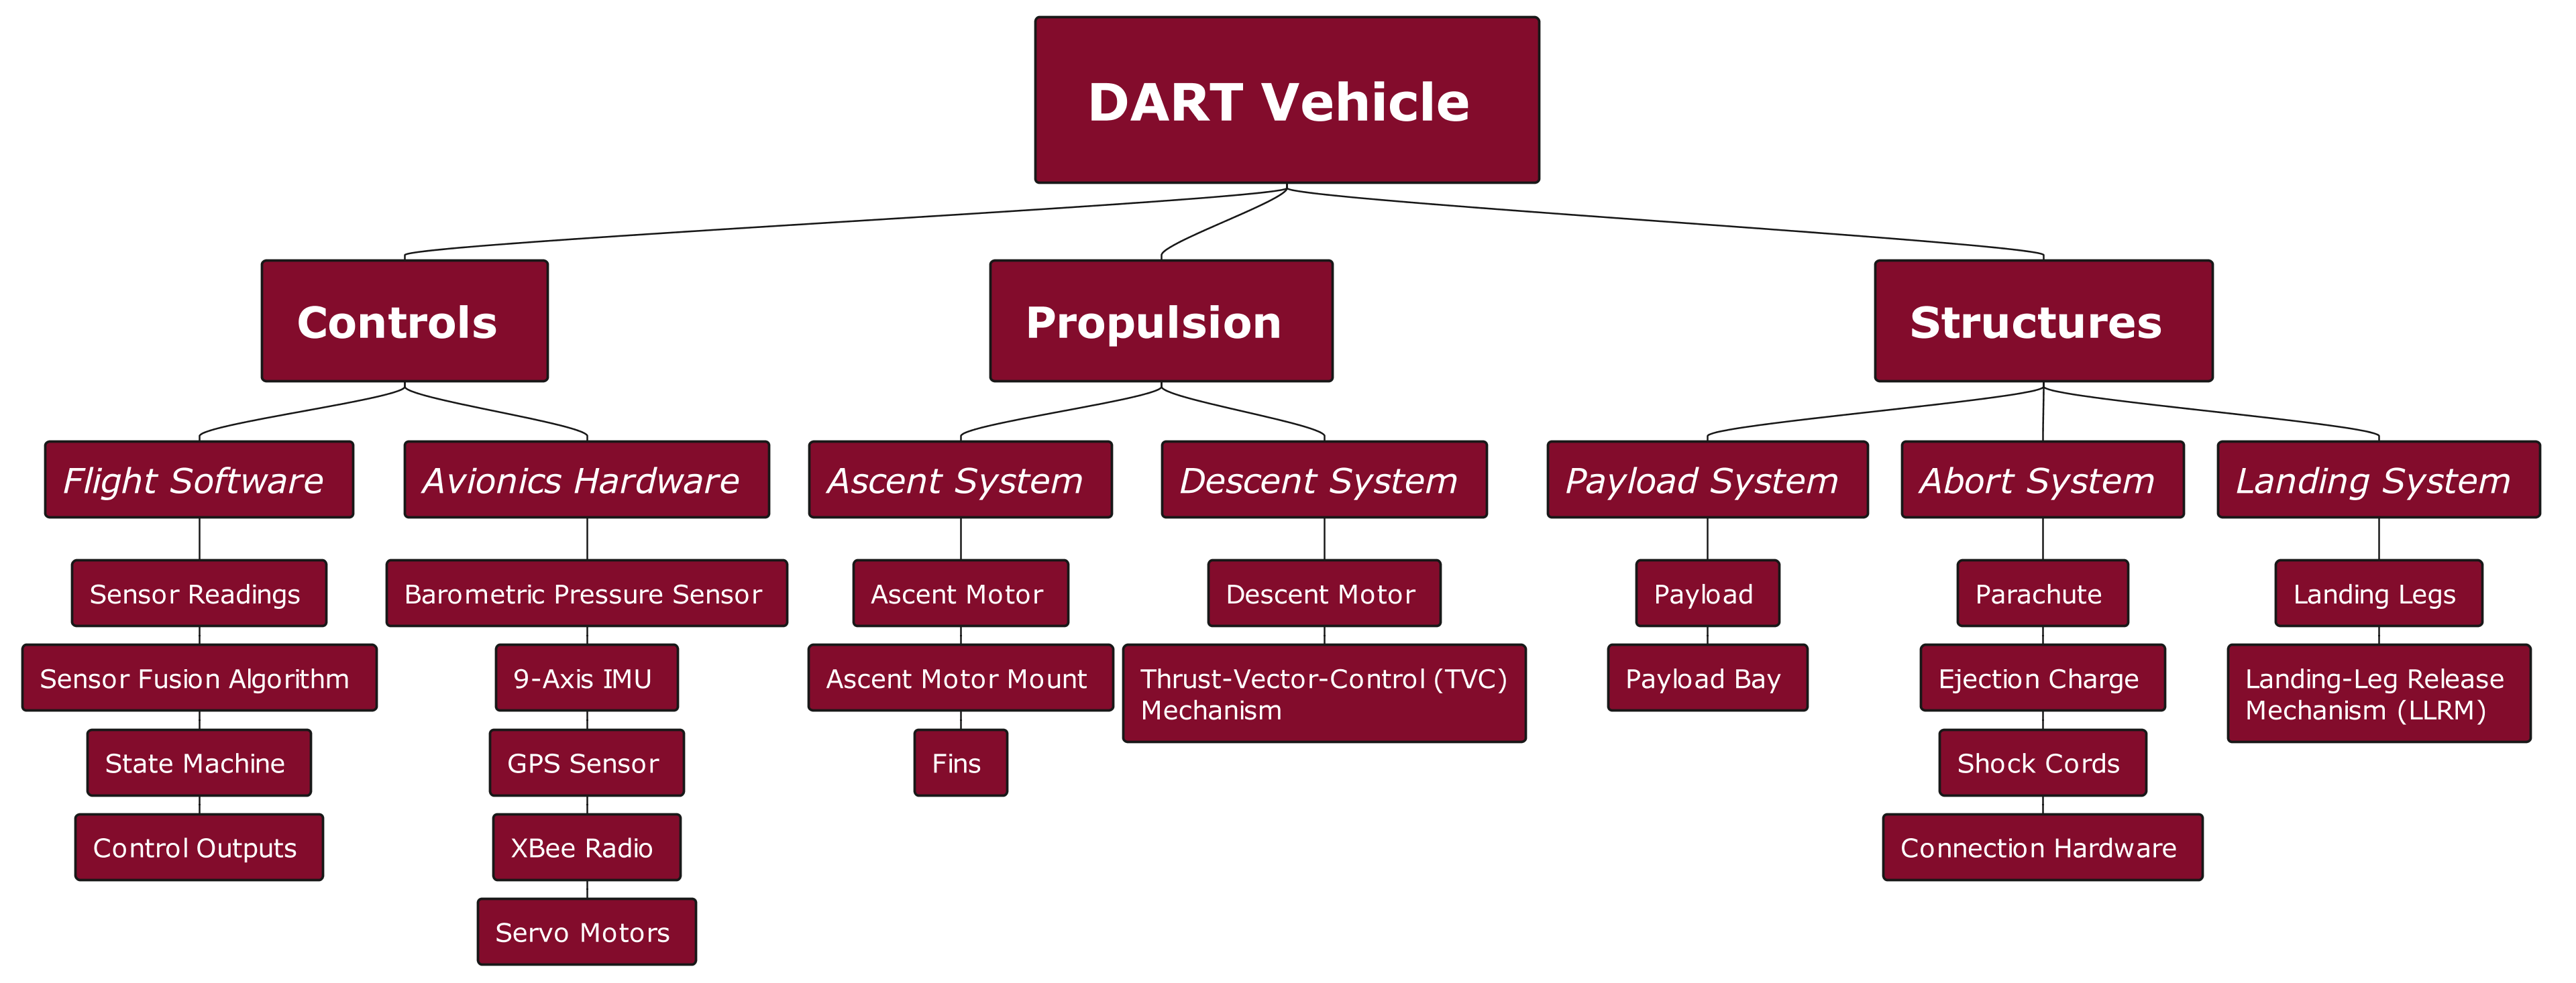 DART Vehicle
Controls
Propulsion
Structures
Flight Software
Avionics Hardware
Ascent System
Descent System
Payload System
Abort System
Landing System
Sensor Readings
Barometric Pressure Sensor
Ascent Motor
Descent Motor
Payload
Parachute
Landing Legs
Sensor Fusion Algorithm
9-Axis IMU
Ascent Motor Mount
Thrust-Vector-Control (TVC)
Mechanism
Payload Bay
Ejection Charge
Landing-Leg Release
Mechanism (LLRM)
State Machine
GPS Sensor
Fins
Shock Cords
Control Outputs
XBee Radio
Connection Hardware
Servo Motors